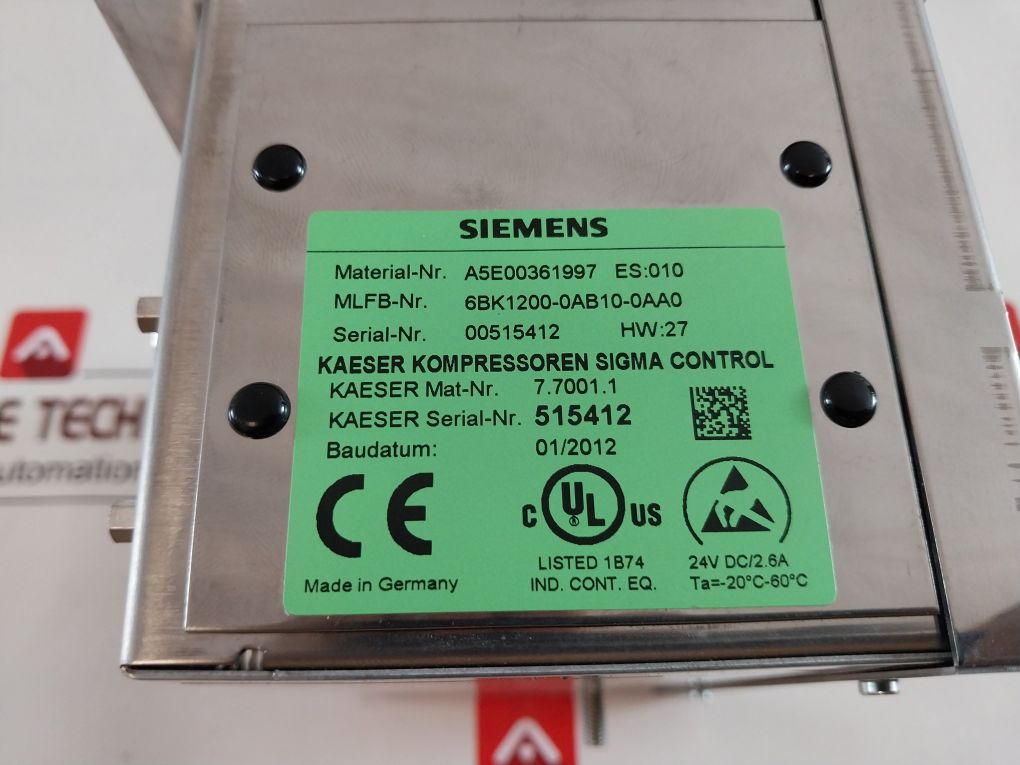 SIEMENS
Material-Nr. A5E00361997 ES:010
MLFB-Nr. 6BK1200-0AB10-0AA0
Serial-Nr. 00515412 HW:27
KAESER KOMPRESSOREN SIGMA CONTROL
KAESER Mat-Nr. 7.7001.1
KAESER Serial-Nr. 515412
Baudatum: 01/2012
CE
C UL® US
LISTED 1B74
IND. CONT. EQ.
24V DC/2.6A
Ta=-20°C-60°C
Made in Germany
E TECH
utomation